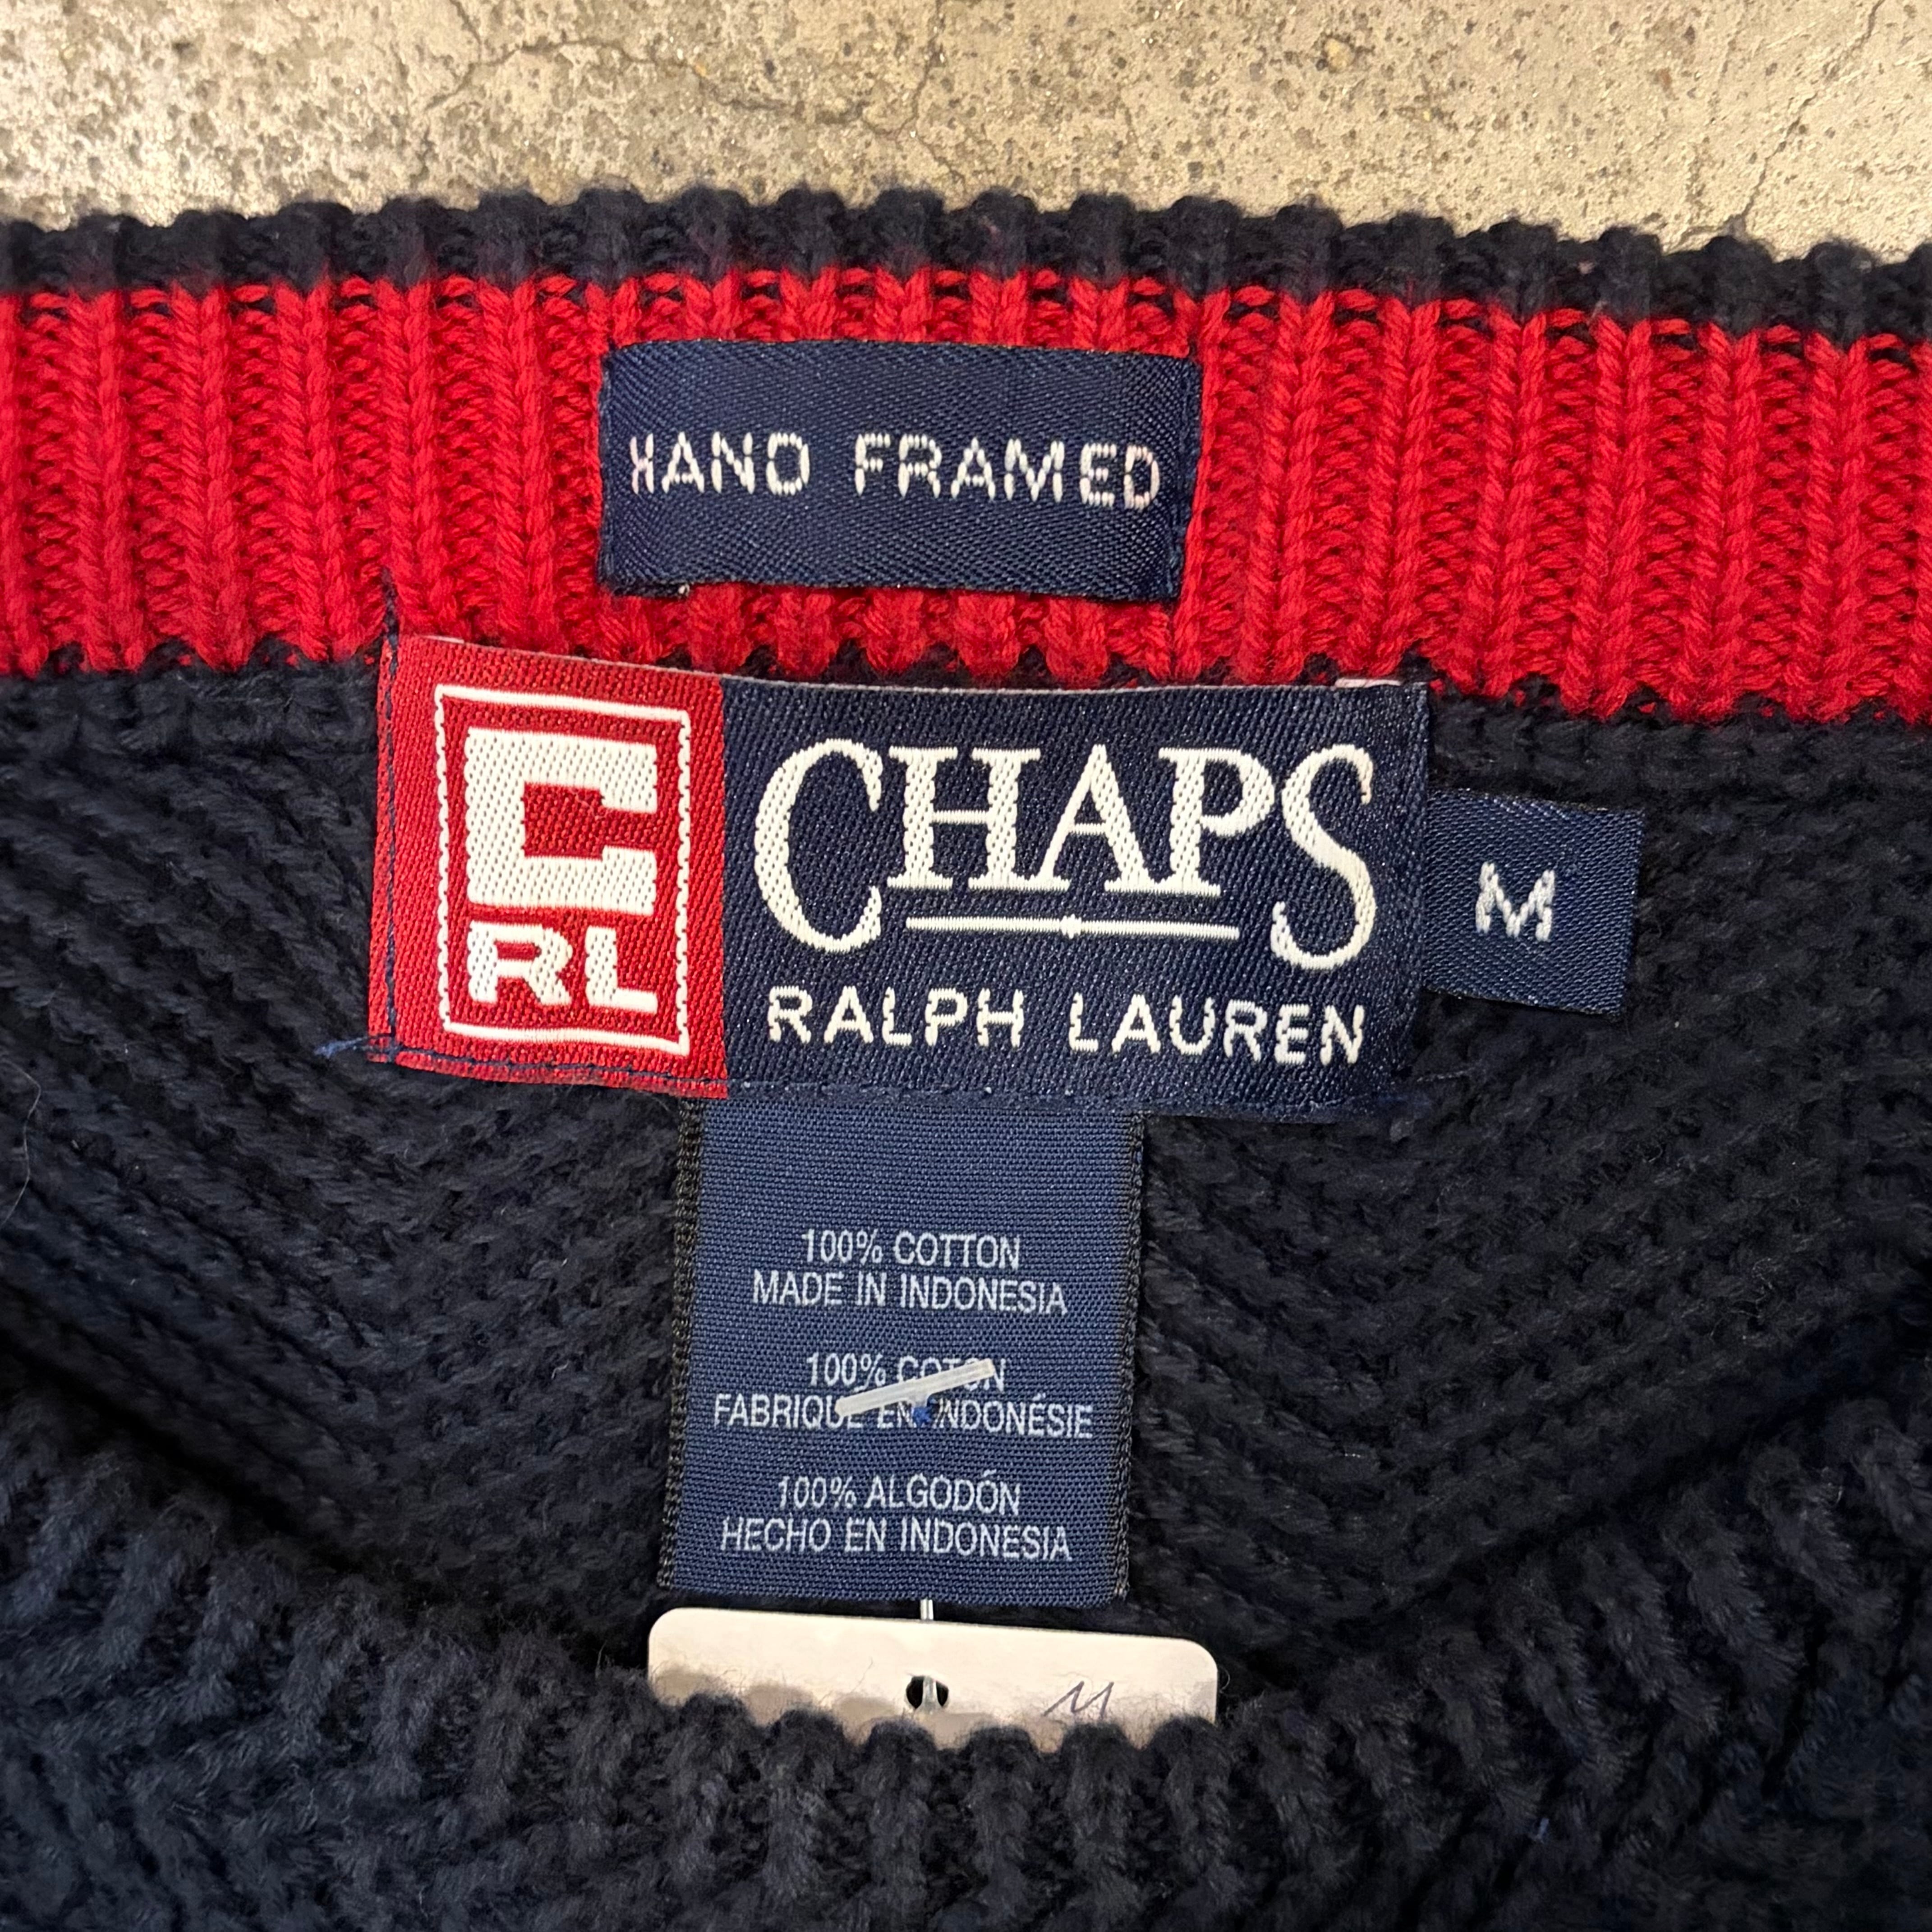 HAND FRAMED
C
RL
CHAPS
RALPH LAUREN
M
100% COTTON
MADE IN INDONESIA
100% COTON
FABRIQUÉ EN INDONÉSIE
100% ALGODÓN
HECHO EN INDONESIA
M